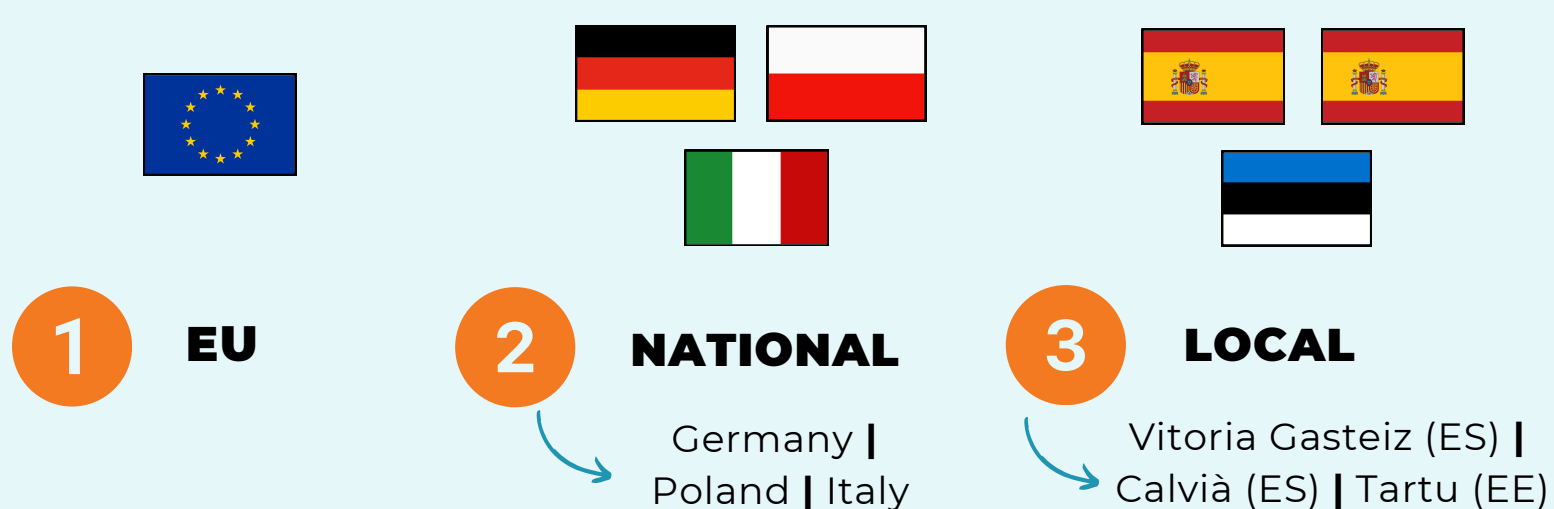 1 EU
2 NATIONAL
Germany |
Poland | Italy
3 LOCAL
Vitoria Gasteiz (ES) |
Calvià (ES) | Tartu (EE)